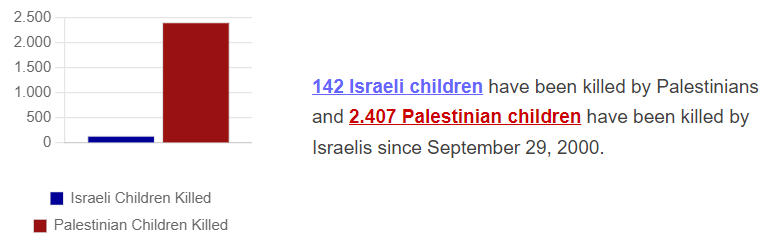 2.500
2.000
1.500
1.000
500
0
Israeli Children Killed
Palestinian Children Killed
142 Israeli children have been killed by Palestinians
and 2.407 Palestinian children have been killed by
Israelis since September 29, 2000.